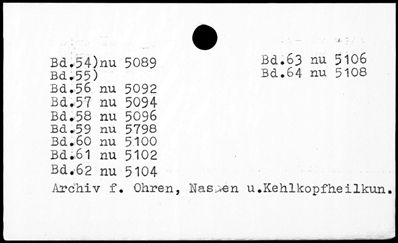 Bd.54)nu 5089
Bd.55)
Bd.56 nu 5092
Bd.57 nu 5094
Bd.58 nu 5096
Bd.59 nu 5798
Bd.60 nu 5100
Bd.61 nu 5102
Bd.62 nu 5104
Bd.63 nu 5106
Bd.64 nu 5108
Archiv f. Ohren, Nasen u.Kehlkopfheilkun.